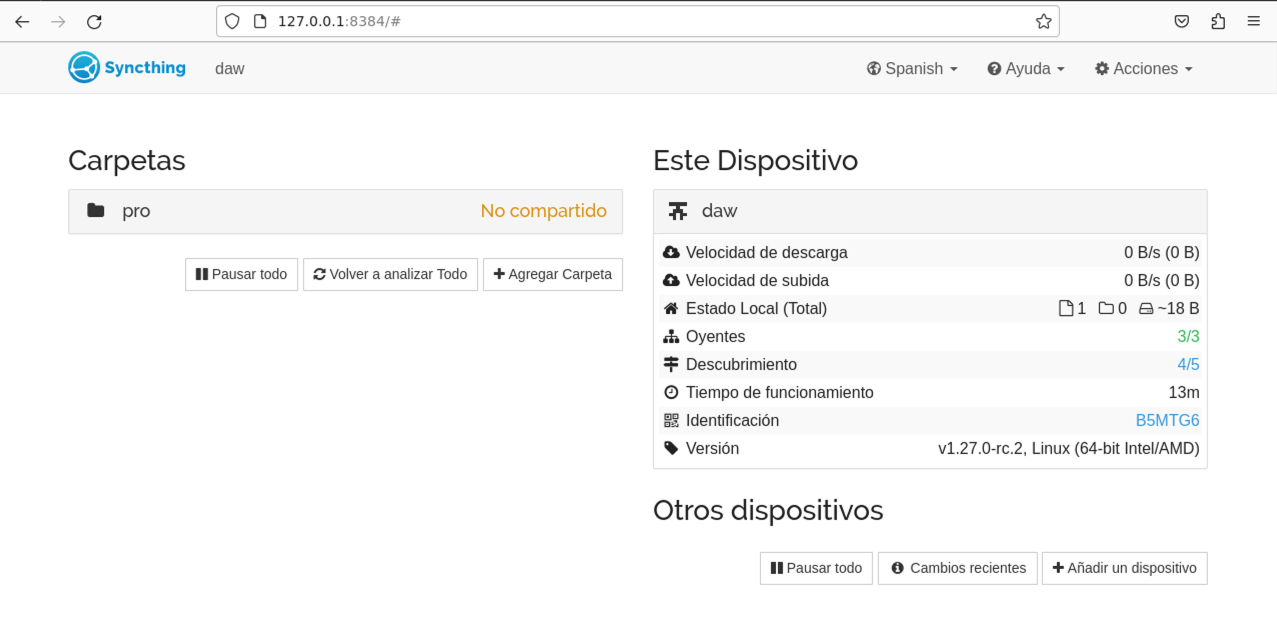 127.0.0.1:8384/#
Syncthing daw Spanish Ayuda Acciones
Carpetas
pro No compartido
Pausar todo Volver a analizar Todo Agregar Carpeta
Este Dispositivo
daw
Velocidad de descarga 0 B/s (0 B)
Velocidad de subida 0 B/s (0 B)
Estado Local (Total) 1 0 ~18 B
Oyentes 3/3
Descubrimiento 4/5
Tiempo de funcionamiento 13m
Identificación B5MTG6
Versión v1.27.0-rc.2, Linux (64-bit Intel/AMD)
Otros dispositivos
Pausar todo Cambios recientes Añadir un dispositivo